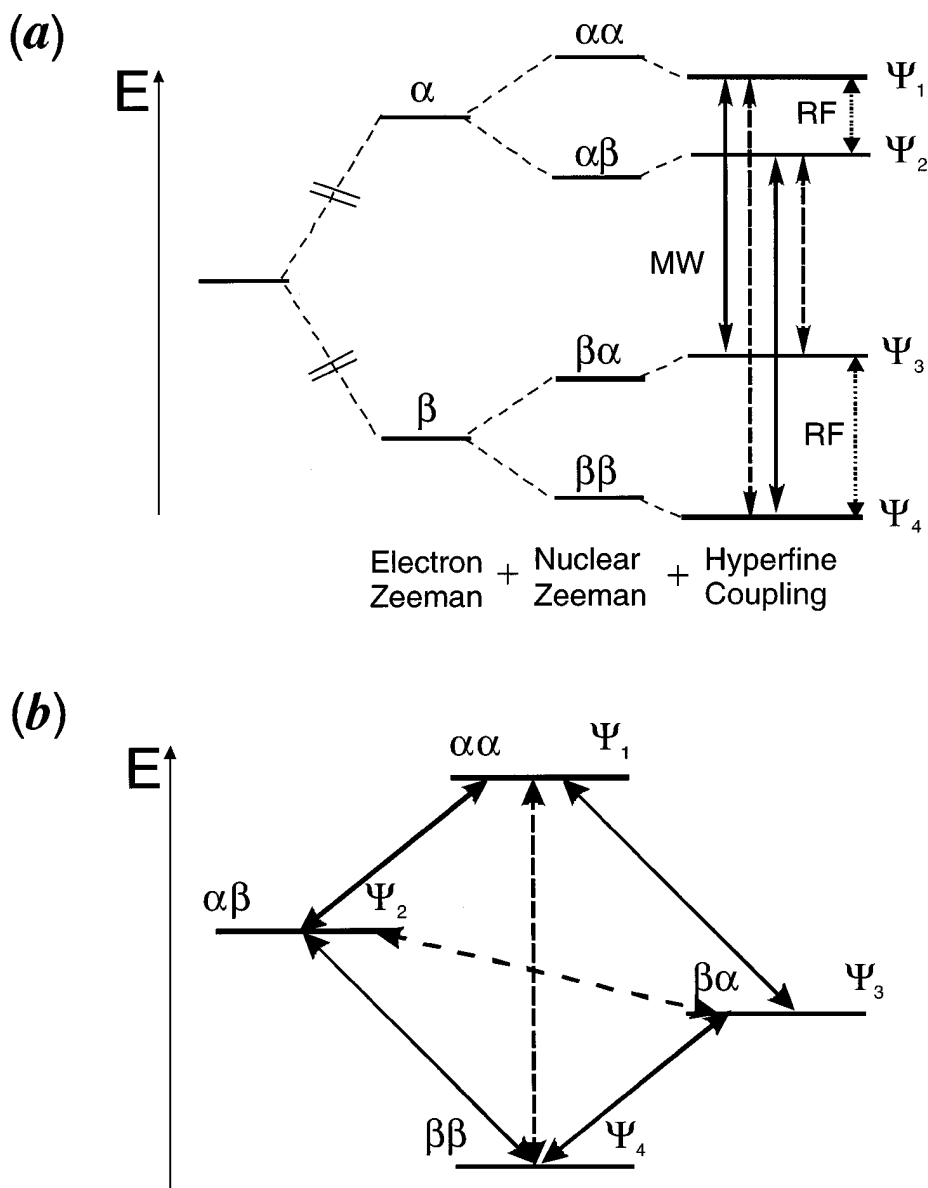 (a)
E
α
αα
αβ
Ψ1
RF
Ψ2
MW
β
βα
ββ
Ψ3
RF
Ψ4
Electron Zeeman + Nuclear Zeeman + Hyperfine Coupling
(b)
E
αα Ψ1
αβ Ψ2
βα Ψ3
ββ Ψ4